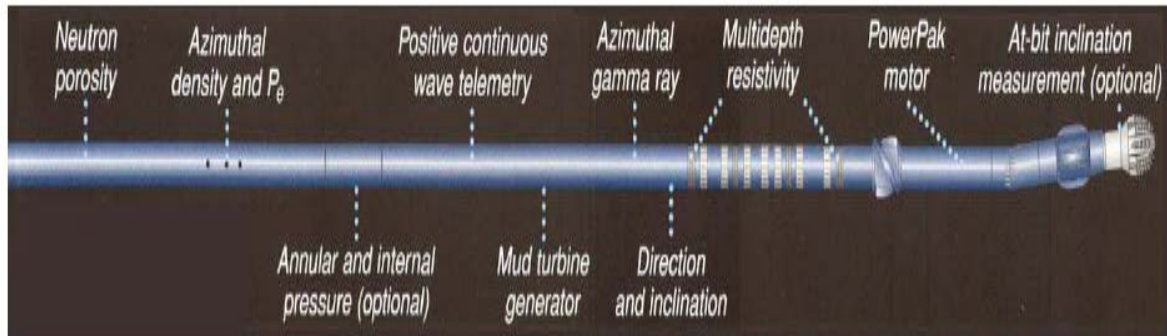 Neutron
porosity
Azimuthal
density and Pe
Positive continuous
wave telemetry
Azimuthal
gamma ray
Multidepth
resistivity
PowerPak
motor
At-bit inclination
measurement (optional)
Annular and internal
pressure (optional)
Mud turbine
generator
Direction
and inclination